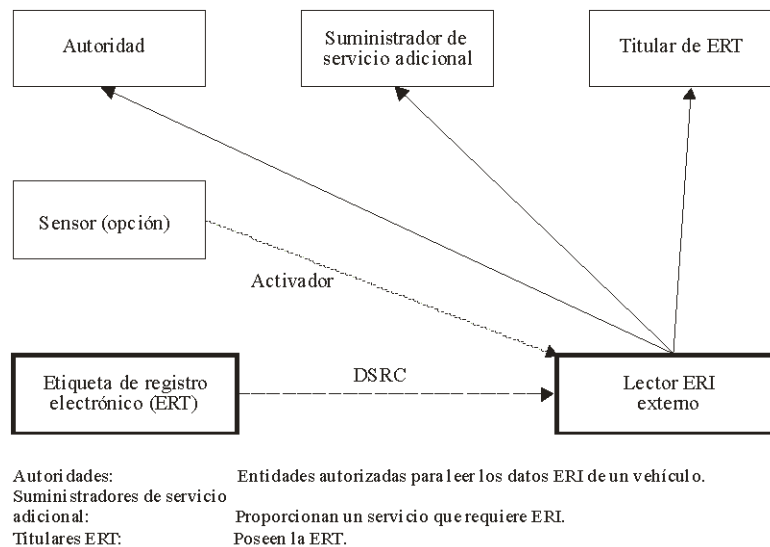 Autoridad
Suministrador de
servicio adicional
Titular de ERT
Sensor (opción)
Activador
Etiqueta de registro
electrónico (ERT)
DSRC
Lector ERI
externo
Autoridades: Entidades autorizadas para leer los datos ERI de un vehículo.
Suministradores de servicio
adicional: Proporcionan un servicio que requiere ERI.
Titulares ERT: Poseen la ERT.